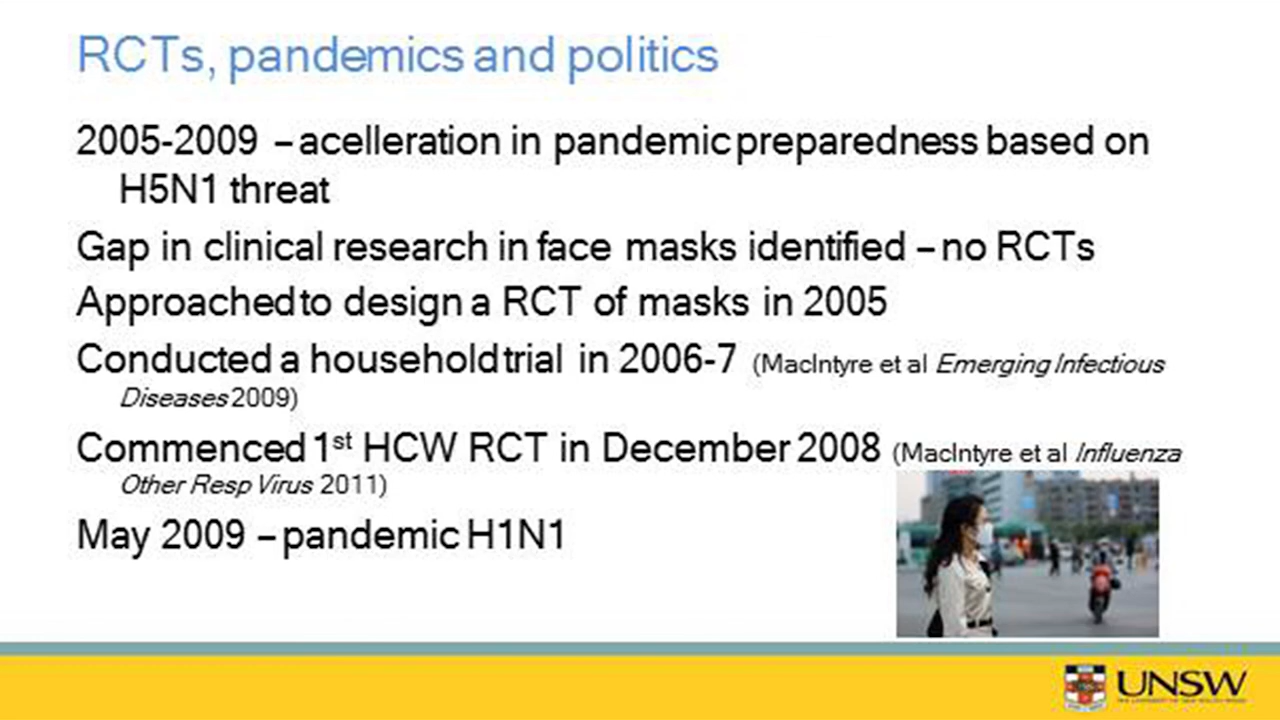 RCTs, pandemics and politics
2005-2009 – acelleration in pandemic preparedness based on
H5N1 threat
Gap in clinical research in face masks identified – no RCTs
Approached to design a RCT of masks in 2005
Conducted a household trial in 2006-7 (MacIntyre et al Emerging Infectious
Diseases 2009)
Commenced 1st HCW RCT in December 2008 (MacIntyre et al Influenza
Other Resp Virus 2011)
May 2009 – pandemic H1N1
UNSW